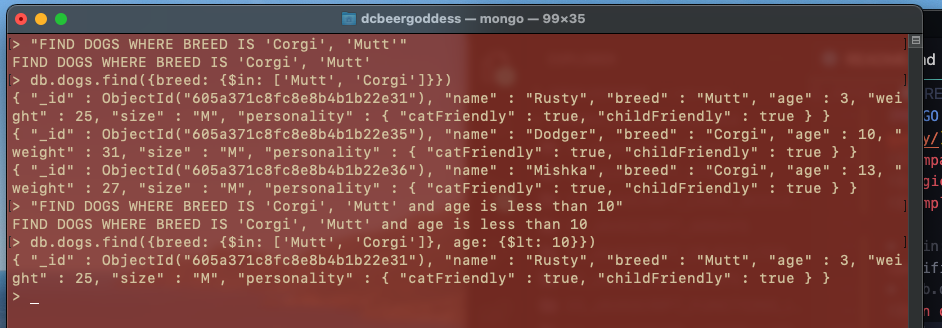 dcbeergoddess — mongo — 99×35
> "FIND DOGS WHERE BREED IS 'Corgi', 'Mutt'"
FIND DOGS WHERE BREED IS 'Corgi', 'Mutt'
> db.dogs.find({breed: {$in: ['Mutt', 'Corgi']}})
{ "_id" : ObjectId("605a371c8fc8e8b4b1b22e31"), "name" : "Rusty", "breed" : "Mutt", "age" : 3, "wei
ght" : 25, "size" : "M", "personality" : { "catFriendly" : true, "childFriendly" : true } }
{ "_id" : ObjectId("605a371c8fc8e8b4b1b22e35"), "name" : "Dodger", "breed" : "Corgi", "age" : 10, "
weight" : 31, "size" : "M", "personality" : { "catFriendly" : true, "childFriendly" : true } }
{ "_id" : ObjectId("605a371c8fc8e8b4b1b22e36"), "name" : "Mishka", "breed" : "Corgi", "age" : 13, "
weight" : 27, "size" : "M", "personality" : { "catFriendly" : true, "childFriendly" : true } }
> "FIND DOGS WHERE BREED IS 'Corgi', 'Mutt' and age is less than 10"
FIND DOGS WHERE BREED IS 'Corgi', 'Mutt' and age is less than 10
> db.dogs.find({breed: {$in: ['Mutt', 'Corgi']}, age: {$lt: 10}})
{ "_id" : ObjectId("605a371c8fc8e8b4b1b22e31"), "name" : "Rusty", "breed" : "Mutt", "age" : 3, "wei
ght" : 25, "size" : "M", "personality" : { "catFriendly" : true, "childFriendly" : true } }
> _